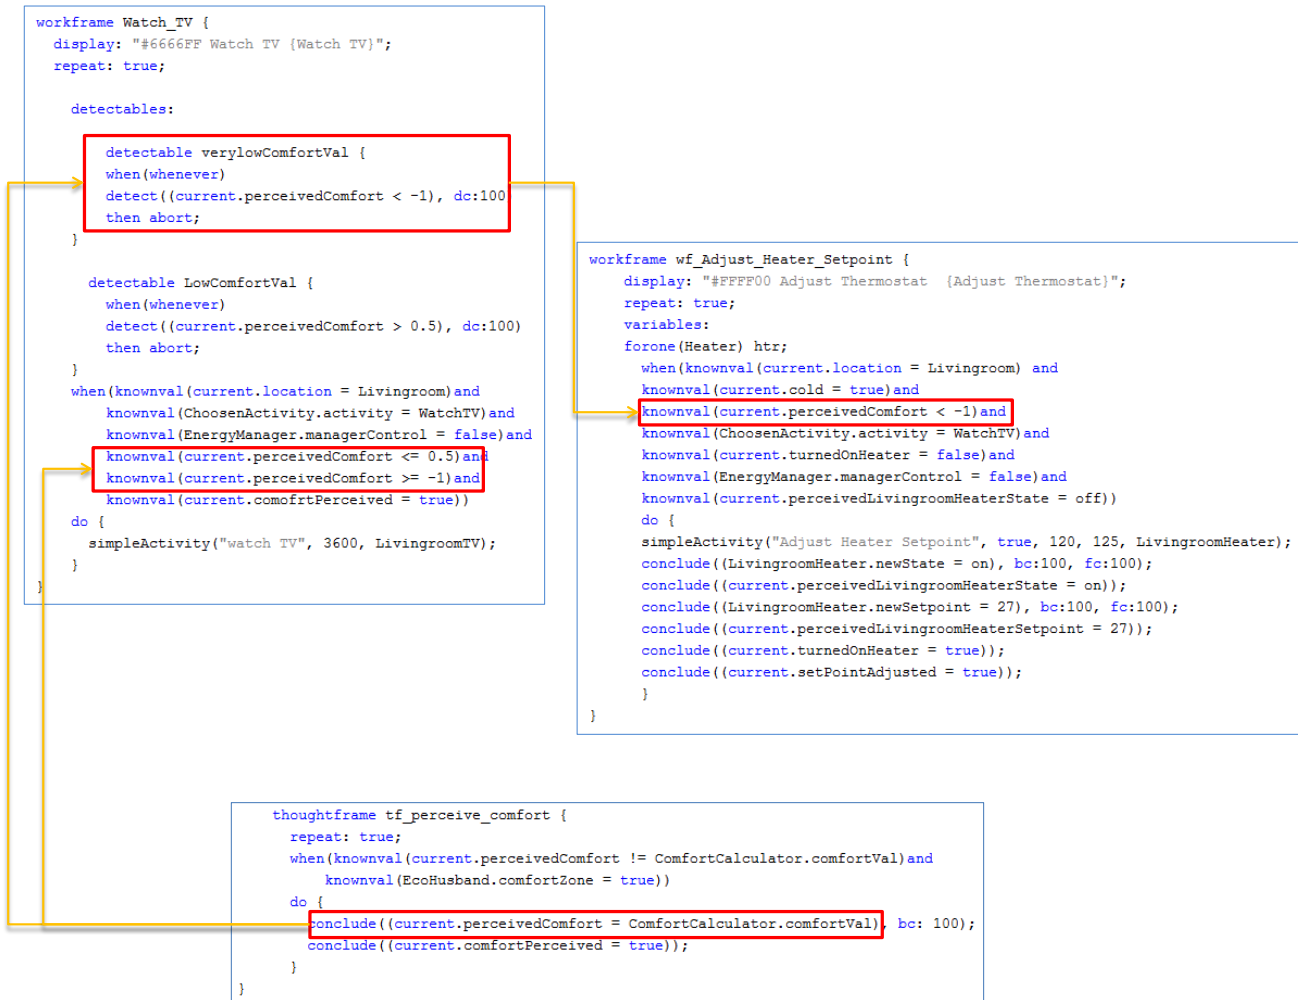 workframe Watch_TV {
display: "#6666FF Watch TV {Watch TV}";
repeat: true;
detectables:
detectable verylowComfortVal {
when(whenever)
detect((current.perceivedComfort < -1), dc:100)
then abort;
}
detectable LowComfortVal {
when(whenever)
detect((current.perceivedComfort > 0.5), dc:100)
then abort;
}
when(knownval(current.location = Livingroom)and
knownval(ChoosenActivity.activity = WatchTV)and
knownval(EnergyManager.managerControl = false)and
knownval(current.perceivedComfort <= 0.5)and
knownval(current.perceivedComfort >= -1)and
knownval(current.comofrtPerceived = true))
do {
simpleActivity("watch TV", 3600, LivingroomTV);
}
}
workframe wf_Adjust_Heater_Setpoint {
display: "#FFFF00 Adjust Thermostat  {Adjust Thermostat}";
repeat: true;
variables:
forone(Heater) htr;
when(knownval(current.location = Livingroom) and
knownval(current.cold = true)and
knownval(current.perceivedComfort < -1)and
knownval(ChoosenActivity.activity = WatchTV)and
knownval(current.turnedOnHeater = false)and
knownval(EnergyManager.managerControl = false)and
knownval(current.perceivedLivingroomHeaterState = off))
do {
simpleActivity("Adjust Heater Setpoint", true, 120, 125, LivingroomHeater);
conclude((LivingroomHeater.newState = on), bc:100, fc:100);
conclude((current.perceivedLivingroomHeaterState = on));
conclude((LivingroomHeater.newSetpoint = 27), bc:100, fc:100);
conclude((current.perceivedLivingroomHeaterSetpoint = 27));
conclude((current.turnedOnHeater = true));
conclude((current.setPointAdjusted = true));
}
}
thoughtframe tf_perceive_comfort {
repeat: true;
when(knownval(current.perceivedComfort != ComfortCalculator.comfortVal)and
knownval(EcoHusband.comfortZone = true))
do {
conclude((current.perceivedComfort = ComfortCalculator.comfortVal), bc: 100);
conclude((current.comfortPerceived = true));
}
}